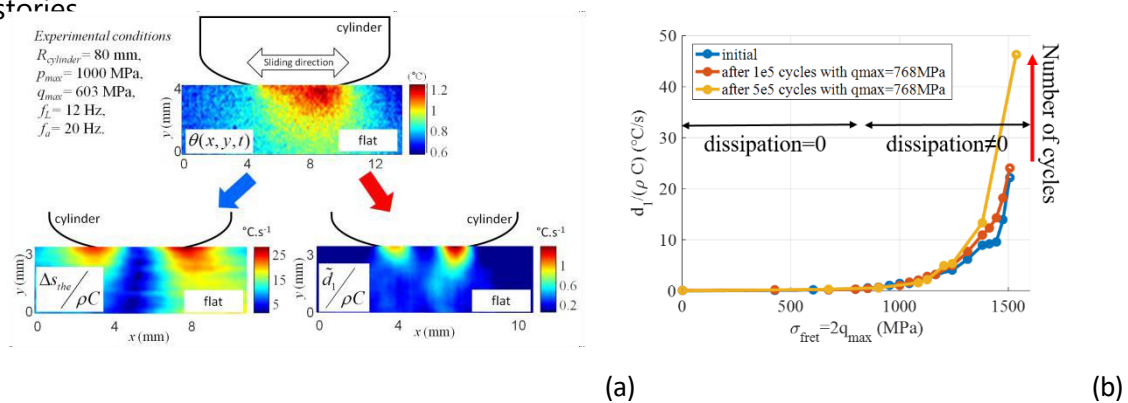 stories
Experimental conditions
R_cylinder = 80 mm,
p_max = 1000 MPa,
q_max = 603 MPa,
f_L = 12 Hz,
f_a = 20 Hz.
cylinder
Sliding direction
(°C)
1.2
1
0.8
0.6
y (mm)
4
0
θ(x, y, t)
flat
0 4 8 12
cylinder
°C.s⁻¹
25
15
5
y (mm)
3
0
Δs_the/ρC
flat
0 4 8
x (mm)
cylinder
°C.s⁻¹
1
0.6
0.2
y (mm)
3
0
d̃₁/ρC
flat
0 4 10
x (mm)
(a)
50
40
30
20
10
0
d₁/(ρ C) (°C/s)
initial
after 1e5 cycles with qmax=768MPa
after 5e5 cycles with qmax=768MPa
dissipation=0
dissipation≠0
Number of cycles
0 500 1000 1500
σ_fret=2q_max (MPa)
(b)